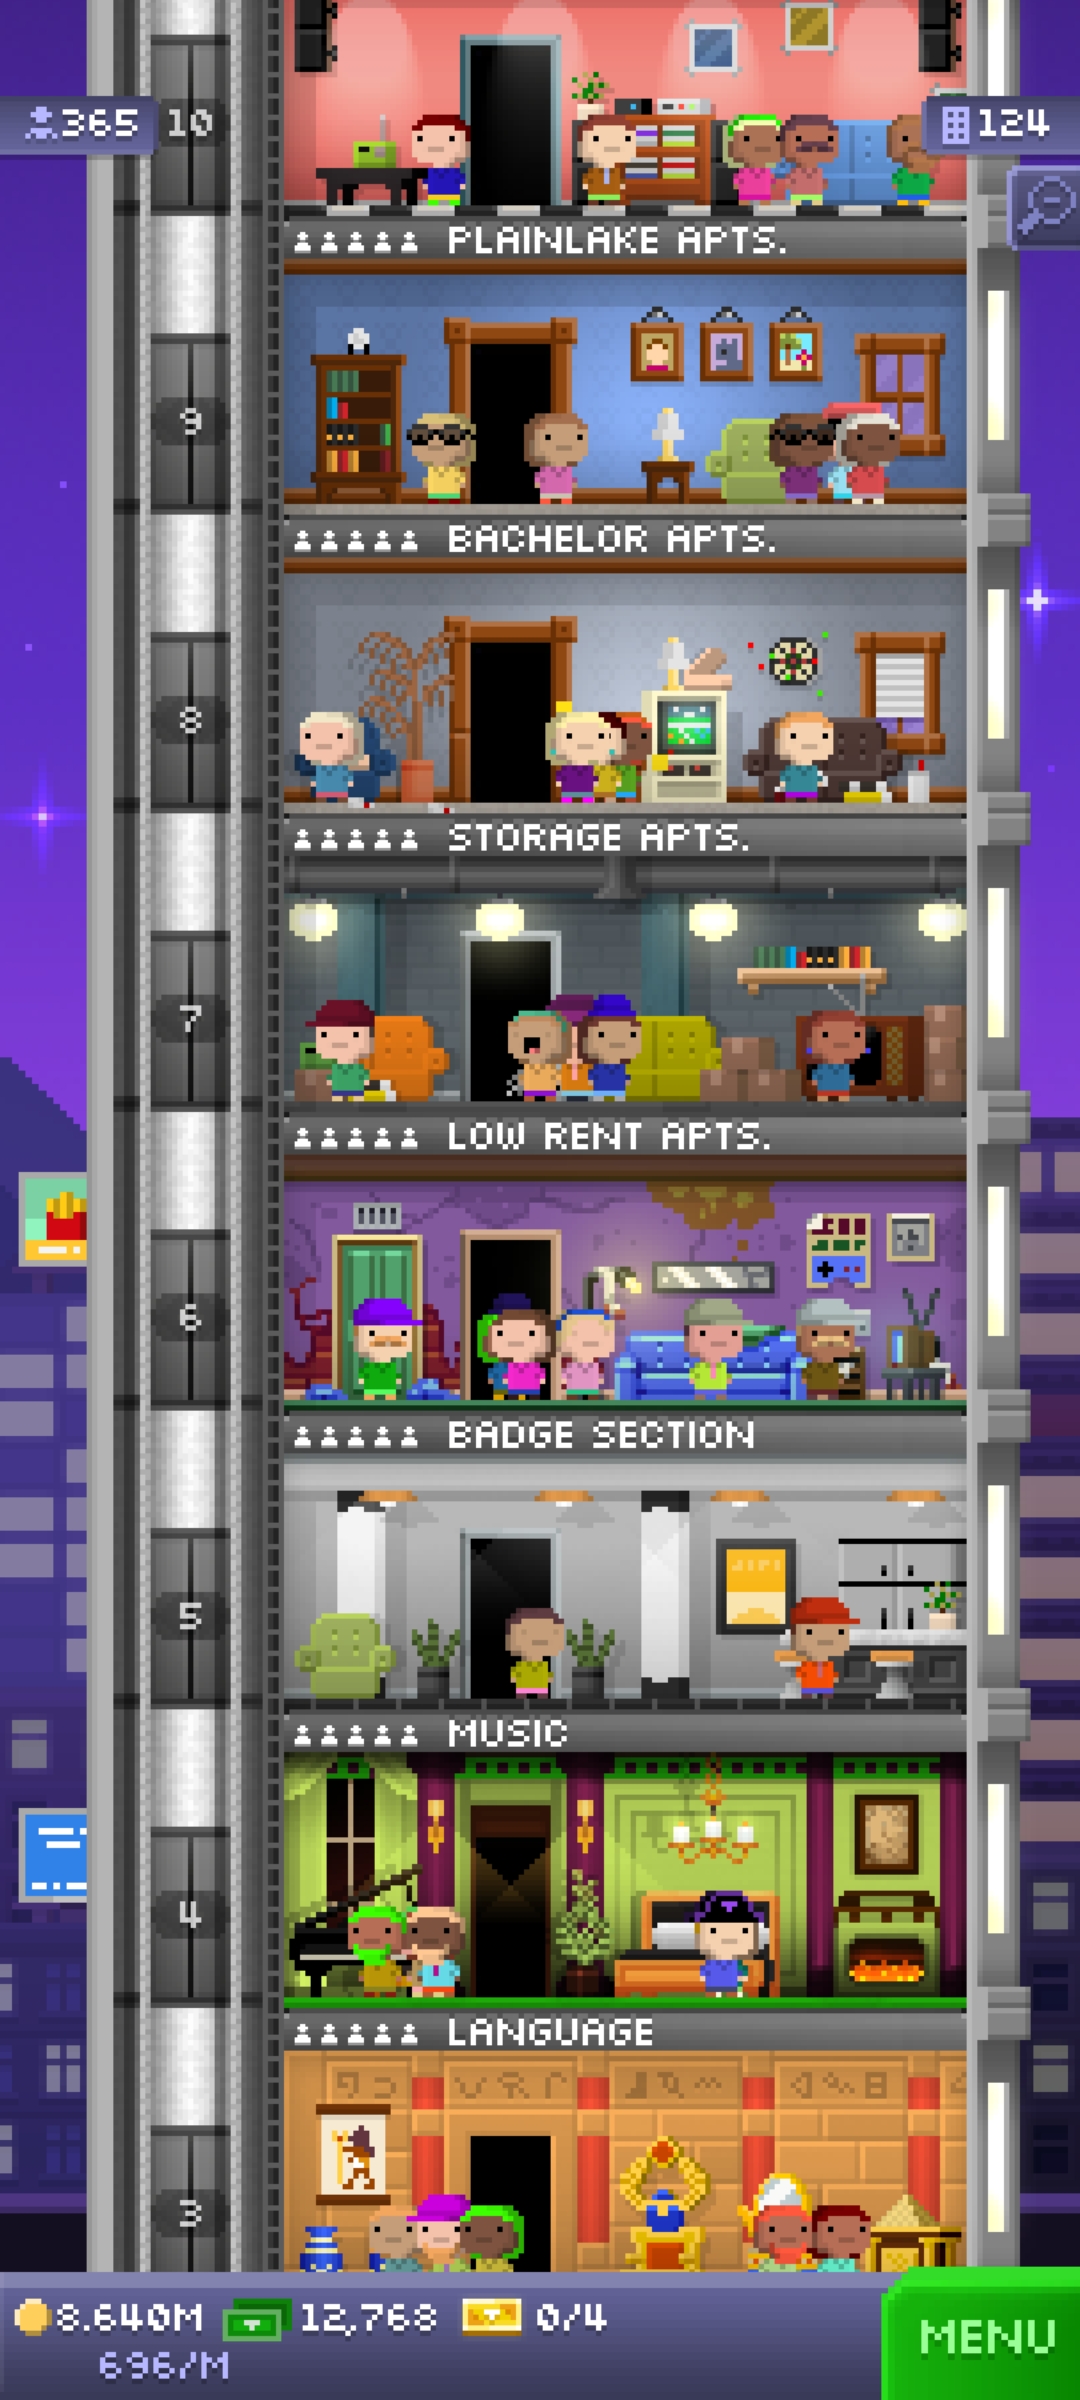 365
10
124
PLAINLAKE APTS.
9
BACHELOR APTS.
8
STORAGE APTS.
7
LOW RENT APTS.
6
BADGE SECTION
5
MUSIC
4
LANGUAGE
3
8.640M
12,768
0/4
MENU
696/M